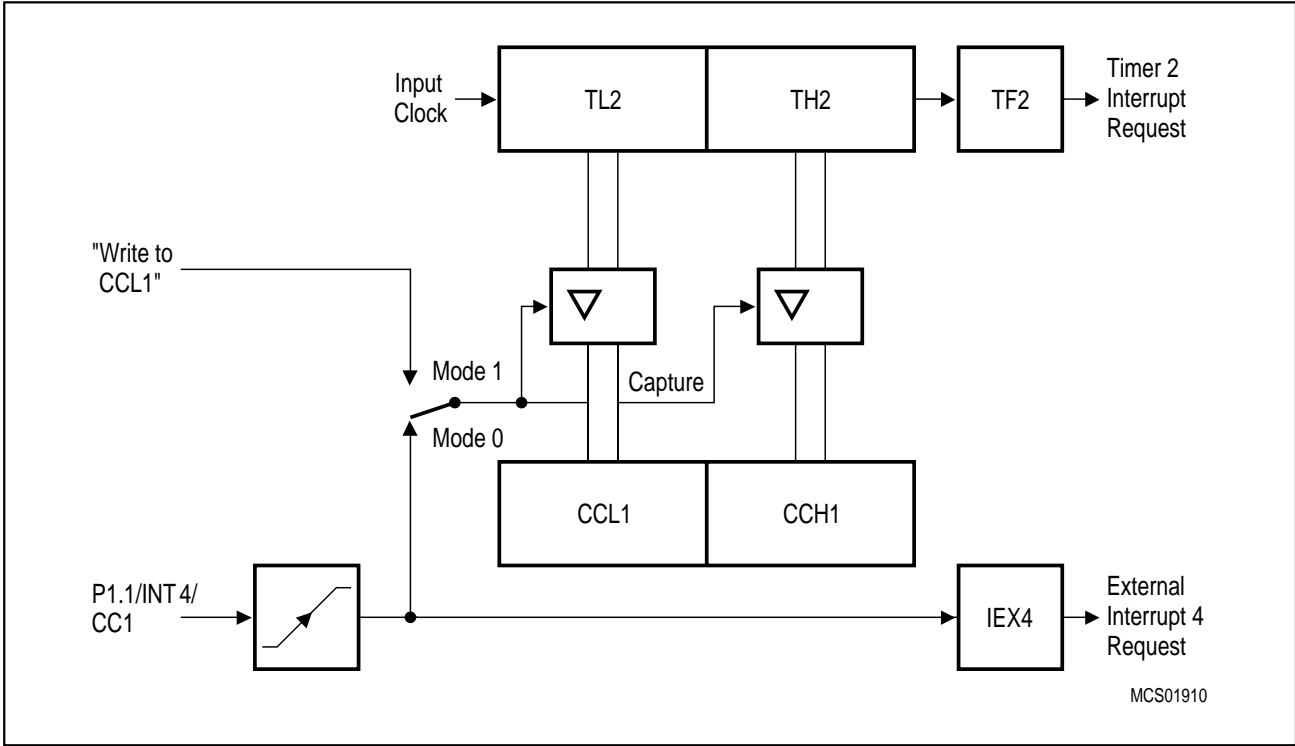 Input
Clock
TL2
TH2
TF2
Timer 2
Interrupt
Request
"Write to
CCL1"
Mode 1
Capture
Mode 0
CCL1
CCH1
P1.1/INT 4/
CC1
IEX4
External
Interrupt 4
Request
MCS01910